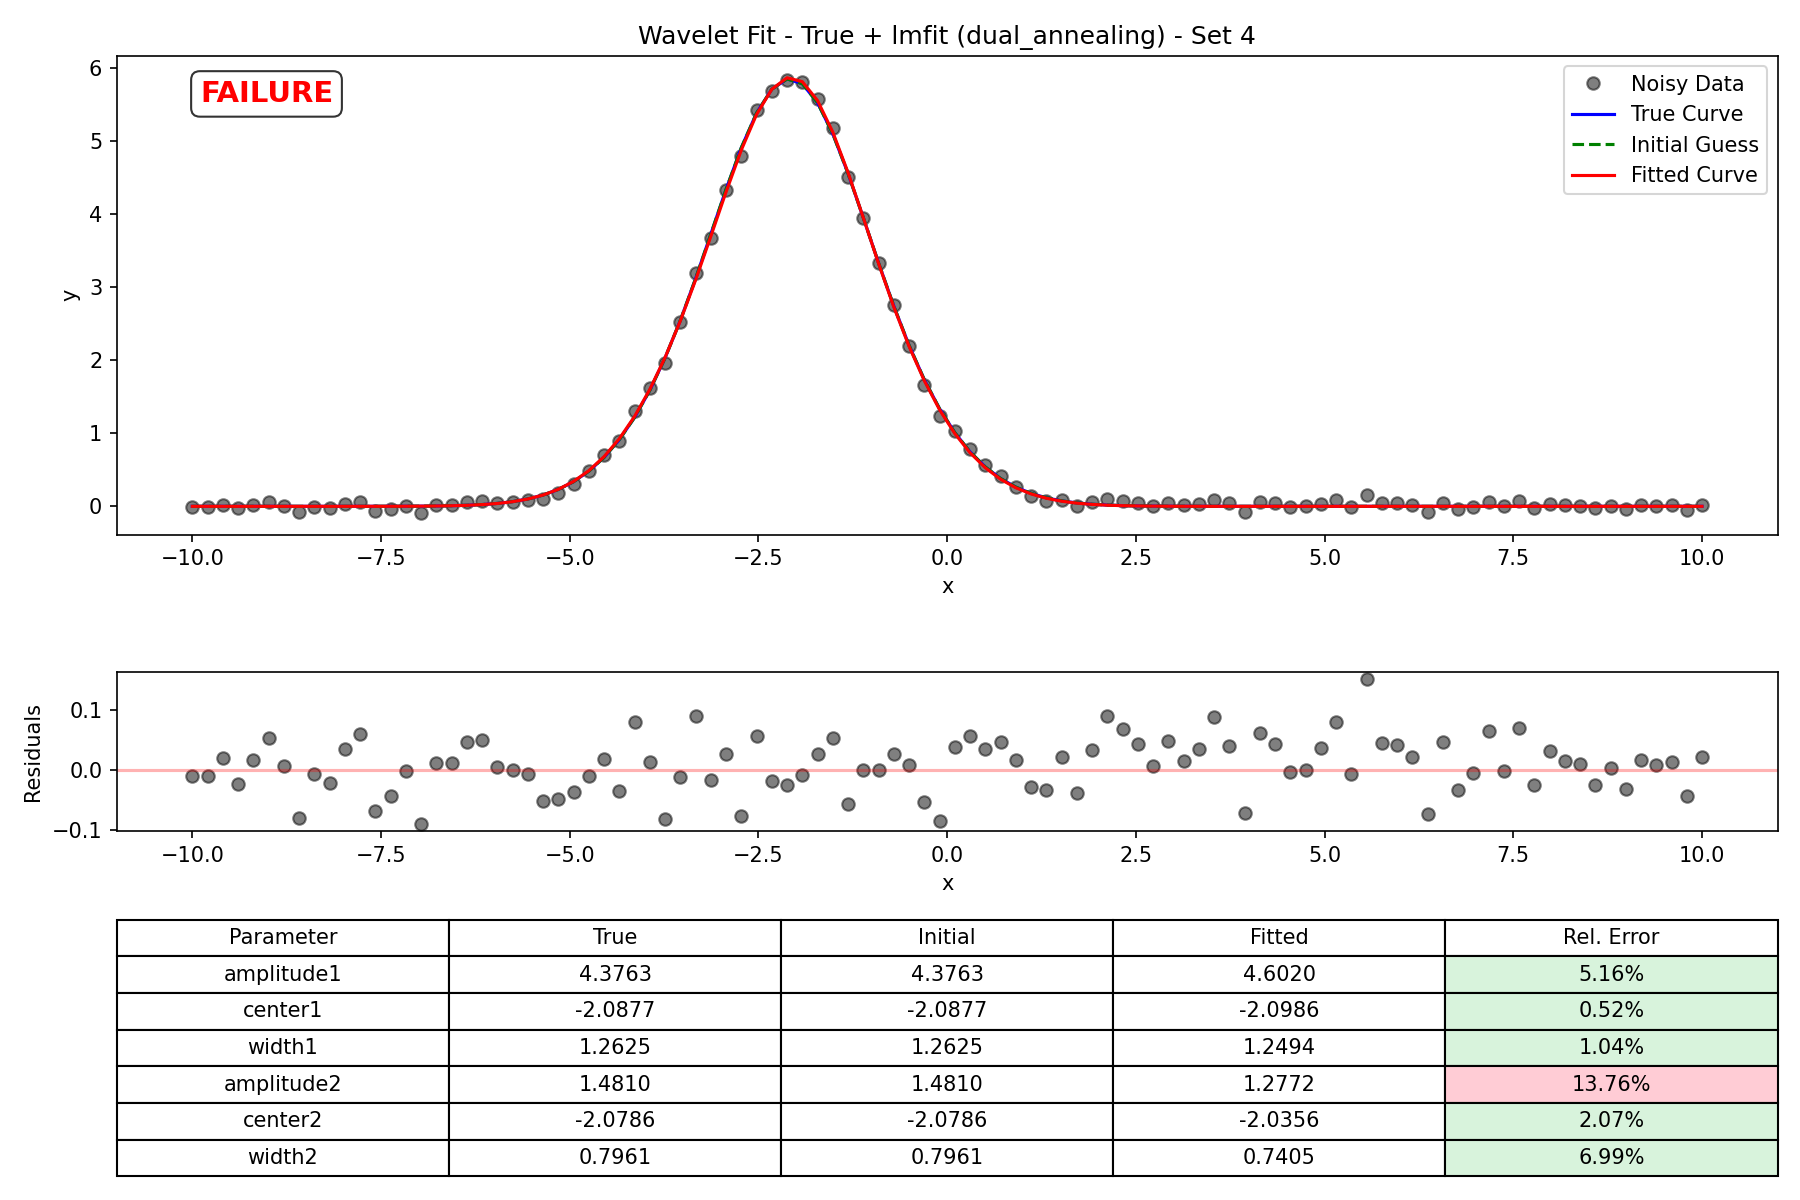 Wavelet Fit - True + lmfit (dual_annealing) - Set 4
FAILURE
Noisy Data
True Curve
Initial Guess
Fitted Curve
6
5
4
3
2
1
0
y
−10.0 −7.5 −5.0 −2.5 0.0 2.5 5.0 7.5 10.0
x
Residuals
0.1
0.0
−0.1
−10.0 −7.5 −5.0 −2.5 0.0 2.5 5.0 7.5 10.0
x
Parameter True Initial Fitted Rel. Error
amplitude1 4.3763 4.3763 4.6020 5.16%
center1 -2.0877 -2.0877 -2.0986 0.52%
width1 1.2625 1.2625 1.2494 1.04%
amplitude2 1.4810 1.4810 1.2772 13.76%
center2 -2.0786 -2.0786 -2.0356 2.07%
width2 0.7961 0.7961 0.7405 6.99%